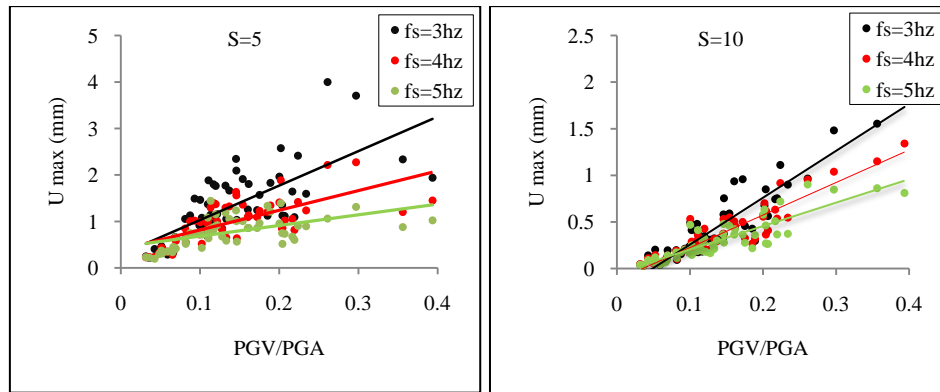 S=5
fs=3hz
fs=4hz
fs=5hz
5
4
3
2
1
0
U max (mm)
0 0.1 0.2 0.3 0.4
PGV/PGA
S=10
fs=3hz
fs=4hz
fs=5hz
2.5
2
1.5
1
0.5
0
U max (mm)
0 0.1 0.2 0.3 0.4
PGV/PGA